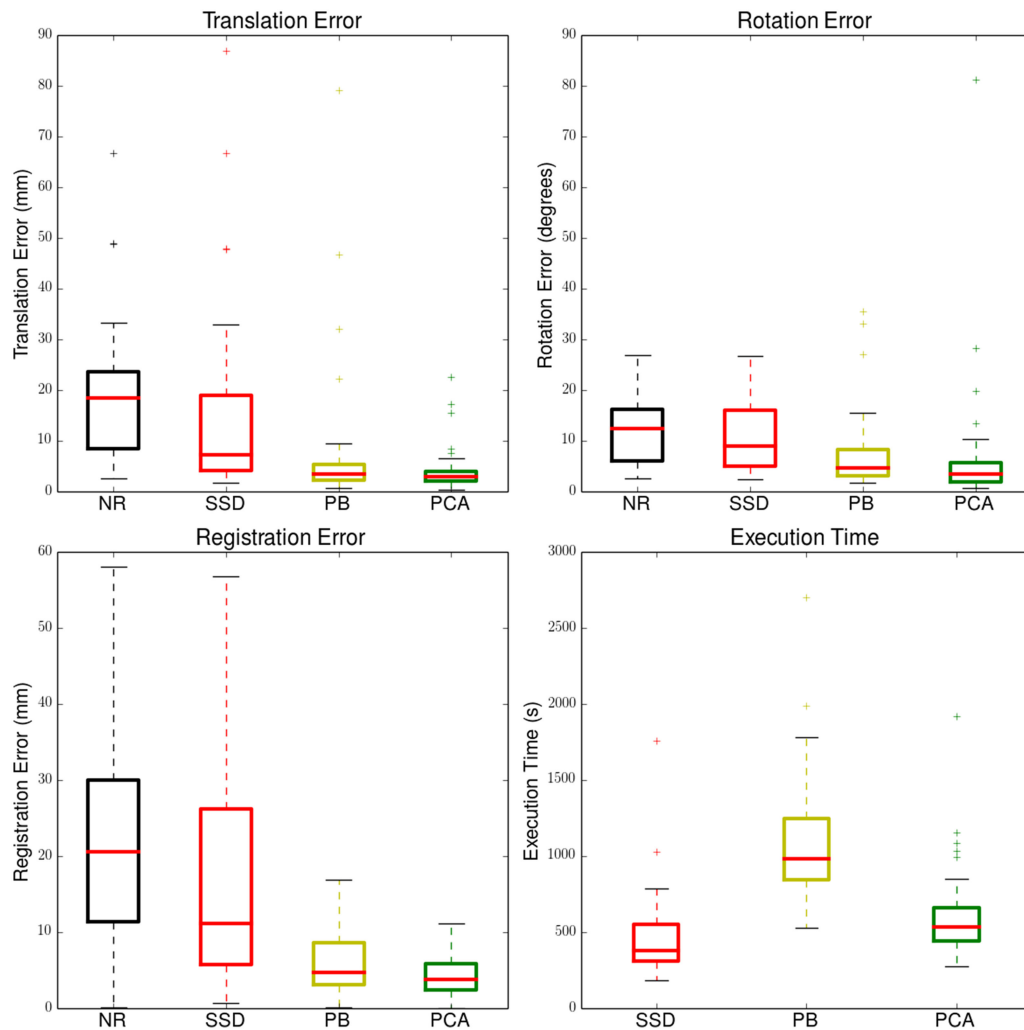 Translation Error
Translation Error (mm)
90
80
70
60
50
40
30
20
10
0
NR SSD PB PCA
Rotation Error
Rotation Error (degrees)
90
80
70
60
50
40
30
20
10
0
NR SSD PB PCA
Registration Error
Registration Error (mm)
60
50
40
30
20
10
0
NR SSD PB PCA
Execution Time
Execution Time (s)
3000
2500
2000
1500
1000
500
0
SSD PB PCA